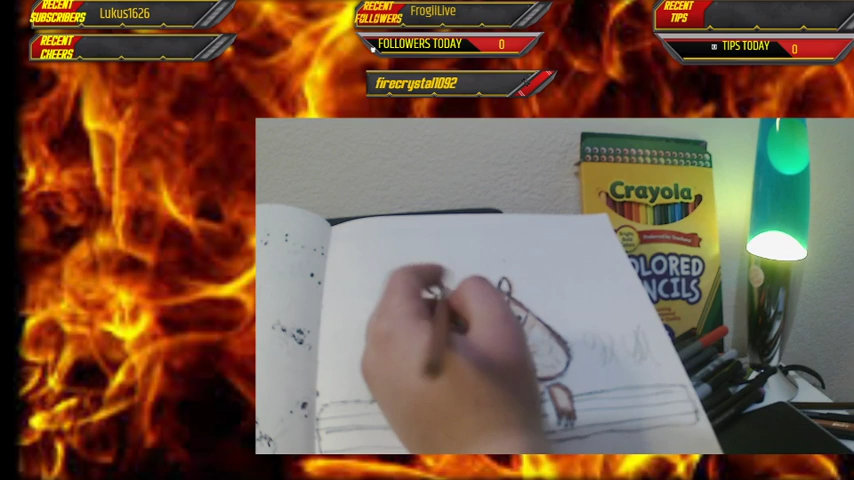 RECENT
SUBSCRIBERS
Lukus1626
RECENT
CHEERS
RECENT
FOLLOWERS
FrogiiLive
FOLLOWERS TODAY 0
firecrystal1092
RECENT
TIPS
TIPS TODAY 0
Crayola
COLORED
PENCILS